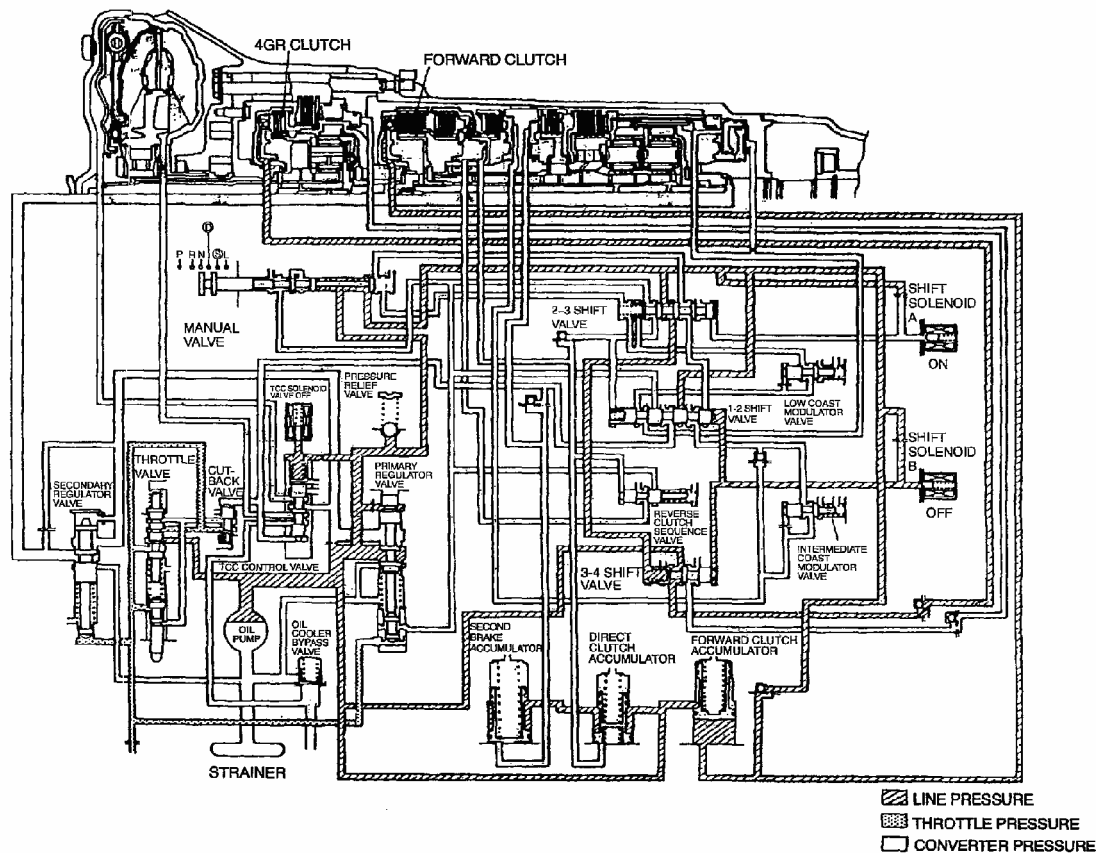 4GR CLUTCH
FORWARD CLUTCH
D
P R N S L
MANUAL
VALVE
2–3 SHIFT
VALVE
SHIFT
SOLENOID
A
ON
LOW COAST
MODULATOR
VALVE
1-2 SHIFT
VALVE
SHIFT
SOLENOID
B
OFF
TCC SOLENOID
VALVE OFF
PRESSURE
RELIEF
VALVE
THROTTLE
VALVE
CUT-
BACK
VALVE
SECONDARY
REGULATOR
VALVE
PRIMARY
REGULATOR
VALVE
REVERSE
CLUTCH
SEQUENCE
VALVE
INTERMEDIATE
COAST
MODULATOR
VALVE
TCC CONTROL VALVE
3-4 SHIFT
VALVE
OIL
PUMP
OIL
COOLER
BYPASS
VALVE
SECOND
BRAKE
ACCUMULATOR
DIRECT
CLUTCH
ACCUMULATOR
FORWARD CLUTCH
ACCUMULATOR
STRAINER
LINE PRESSURE
THROTTLE PRESSURE
CONVERTER PRESSURE